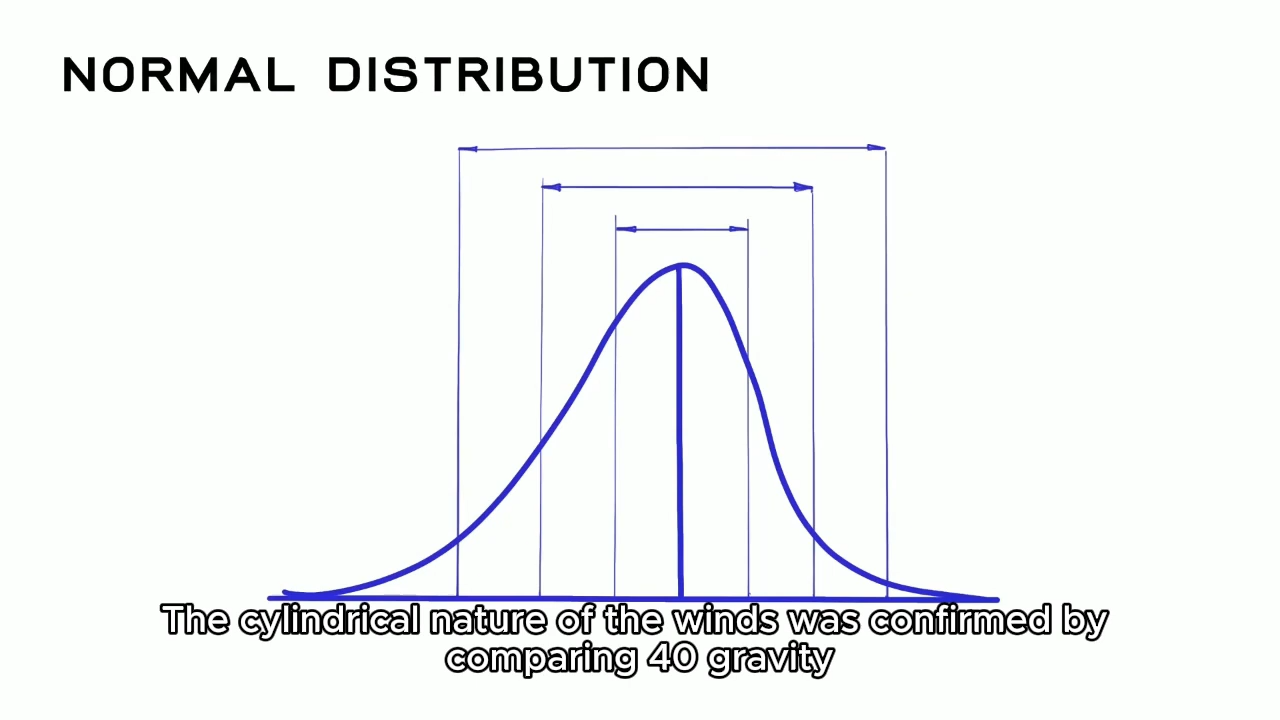 NORMAL DISTRIBUTION
The cylindrical nature of the winds was confirmed by
comparing 40 gravity